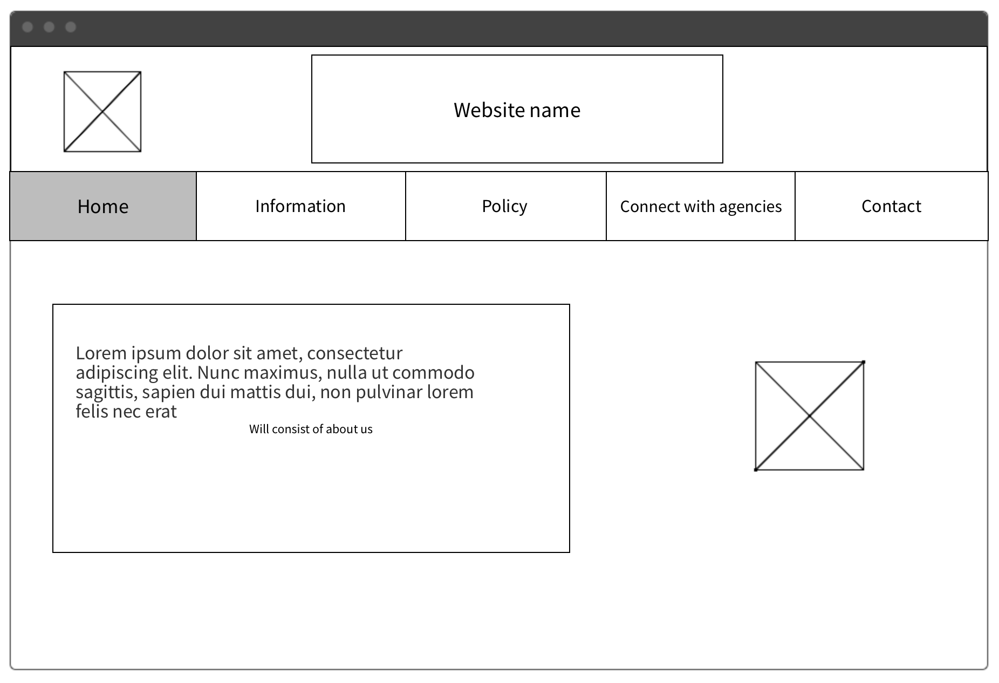 Website name
Home
Information
Policy
Connect with agencies
Contact
Lorem ipsum dolor sit amet, consectetur
adipiscing elit. Nunc maximus, nulla ut commodo
sagittis, sapien dui mattis dui, non pulvinar lorem
felis nec erat
Will consist of about us